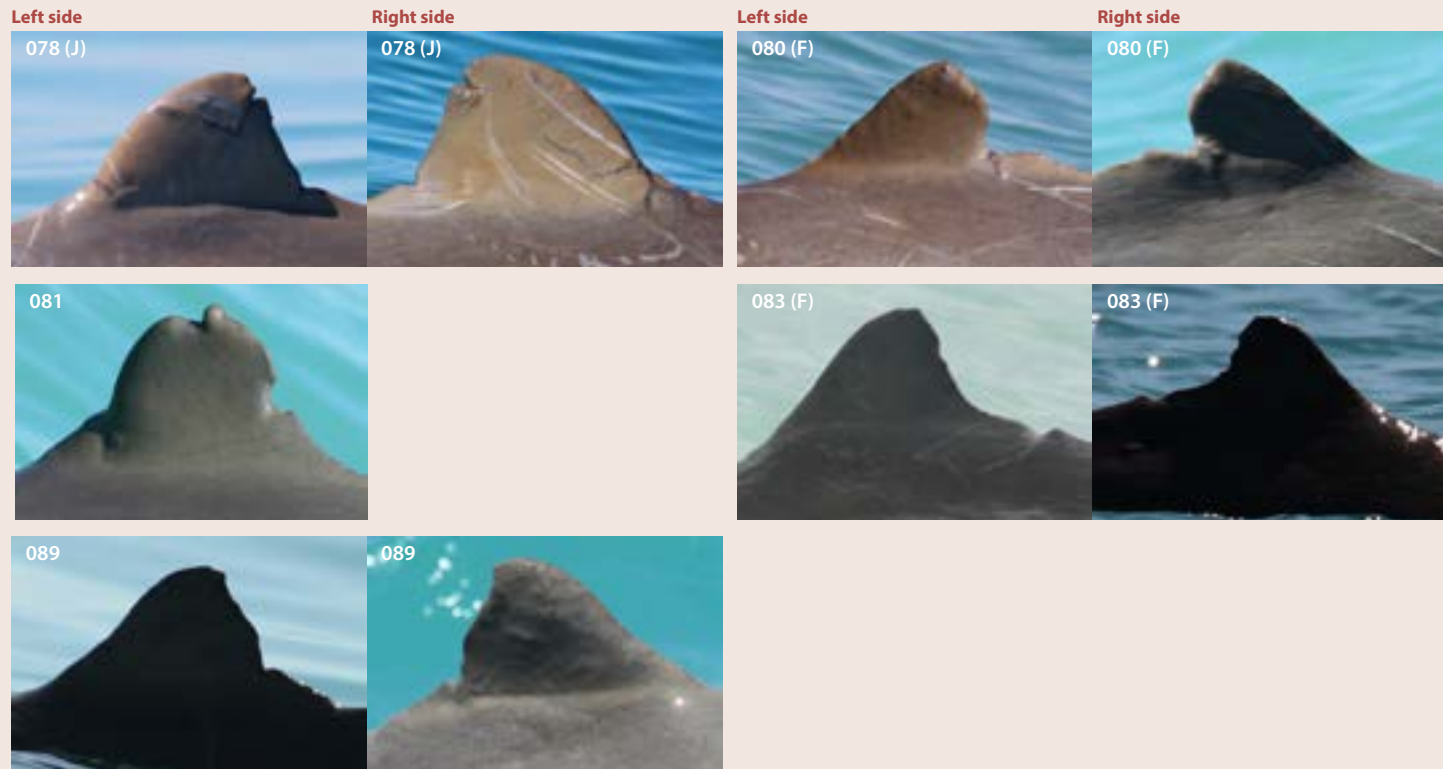 Left side
Right side
Left side
Right side
078 (J)
078 (J)
080 (F)
080 (F)
081
083 (F)
083 (F)
089
089